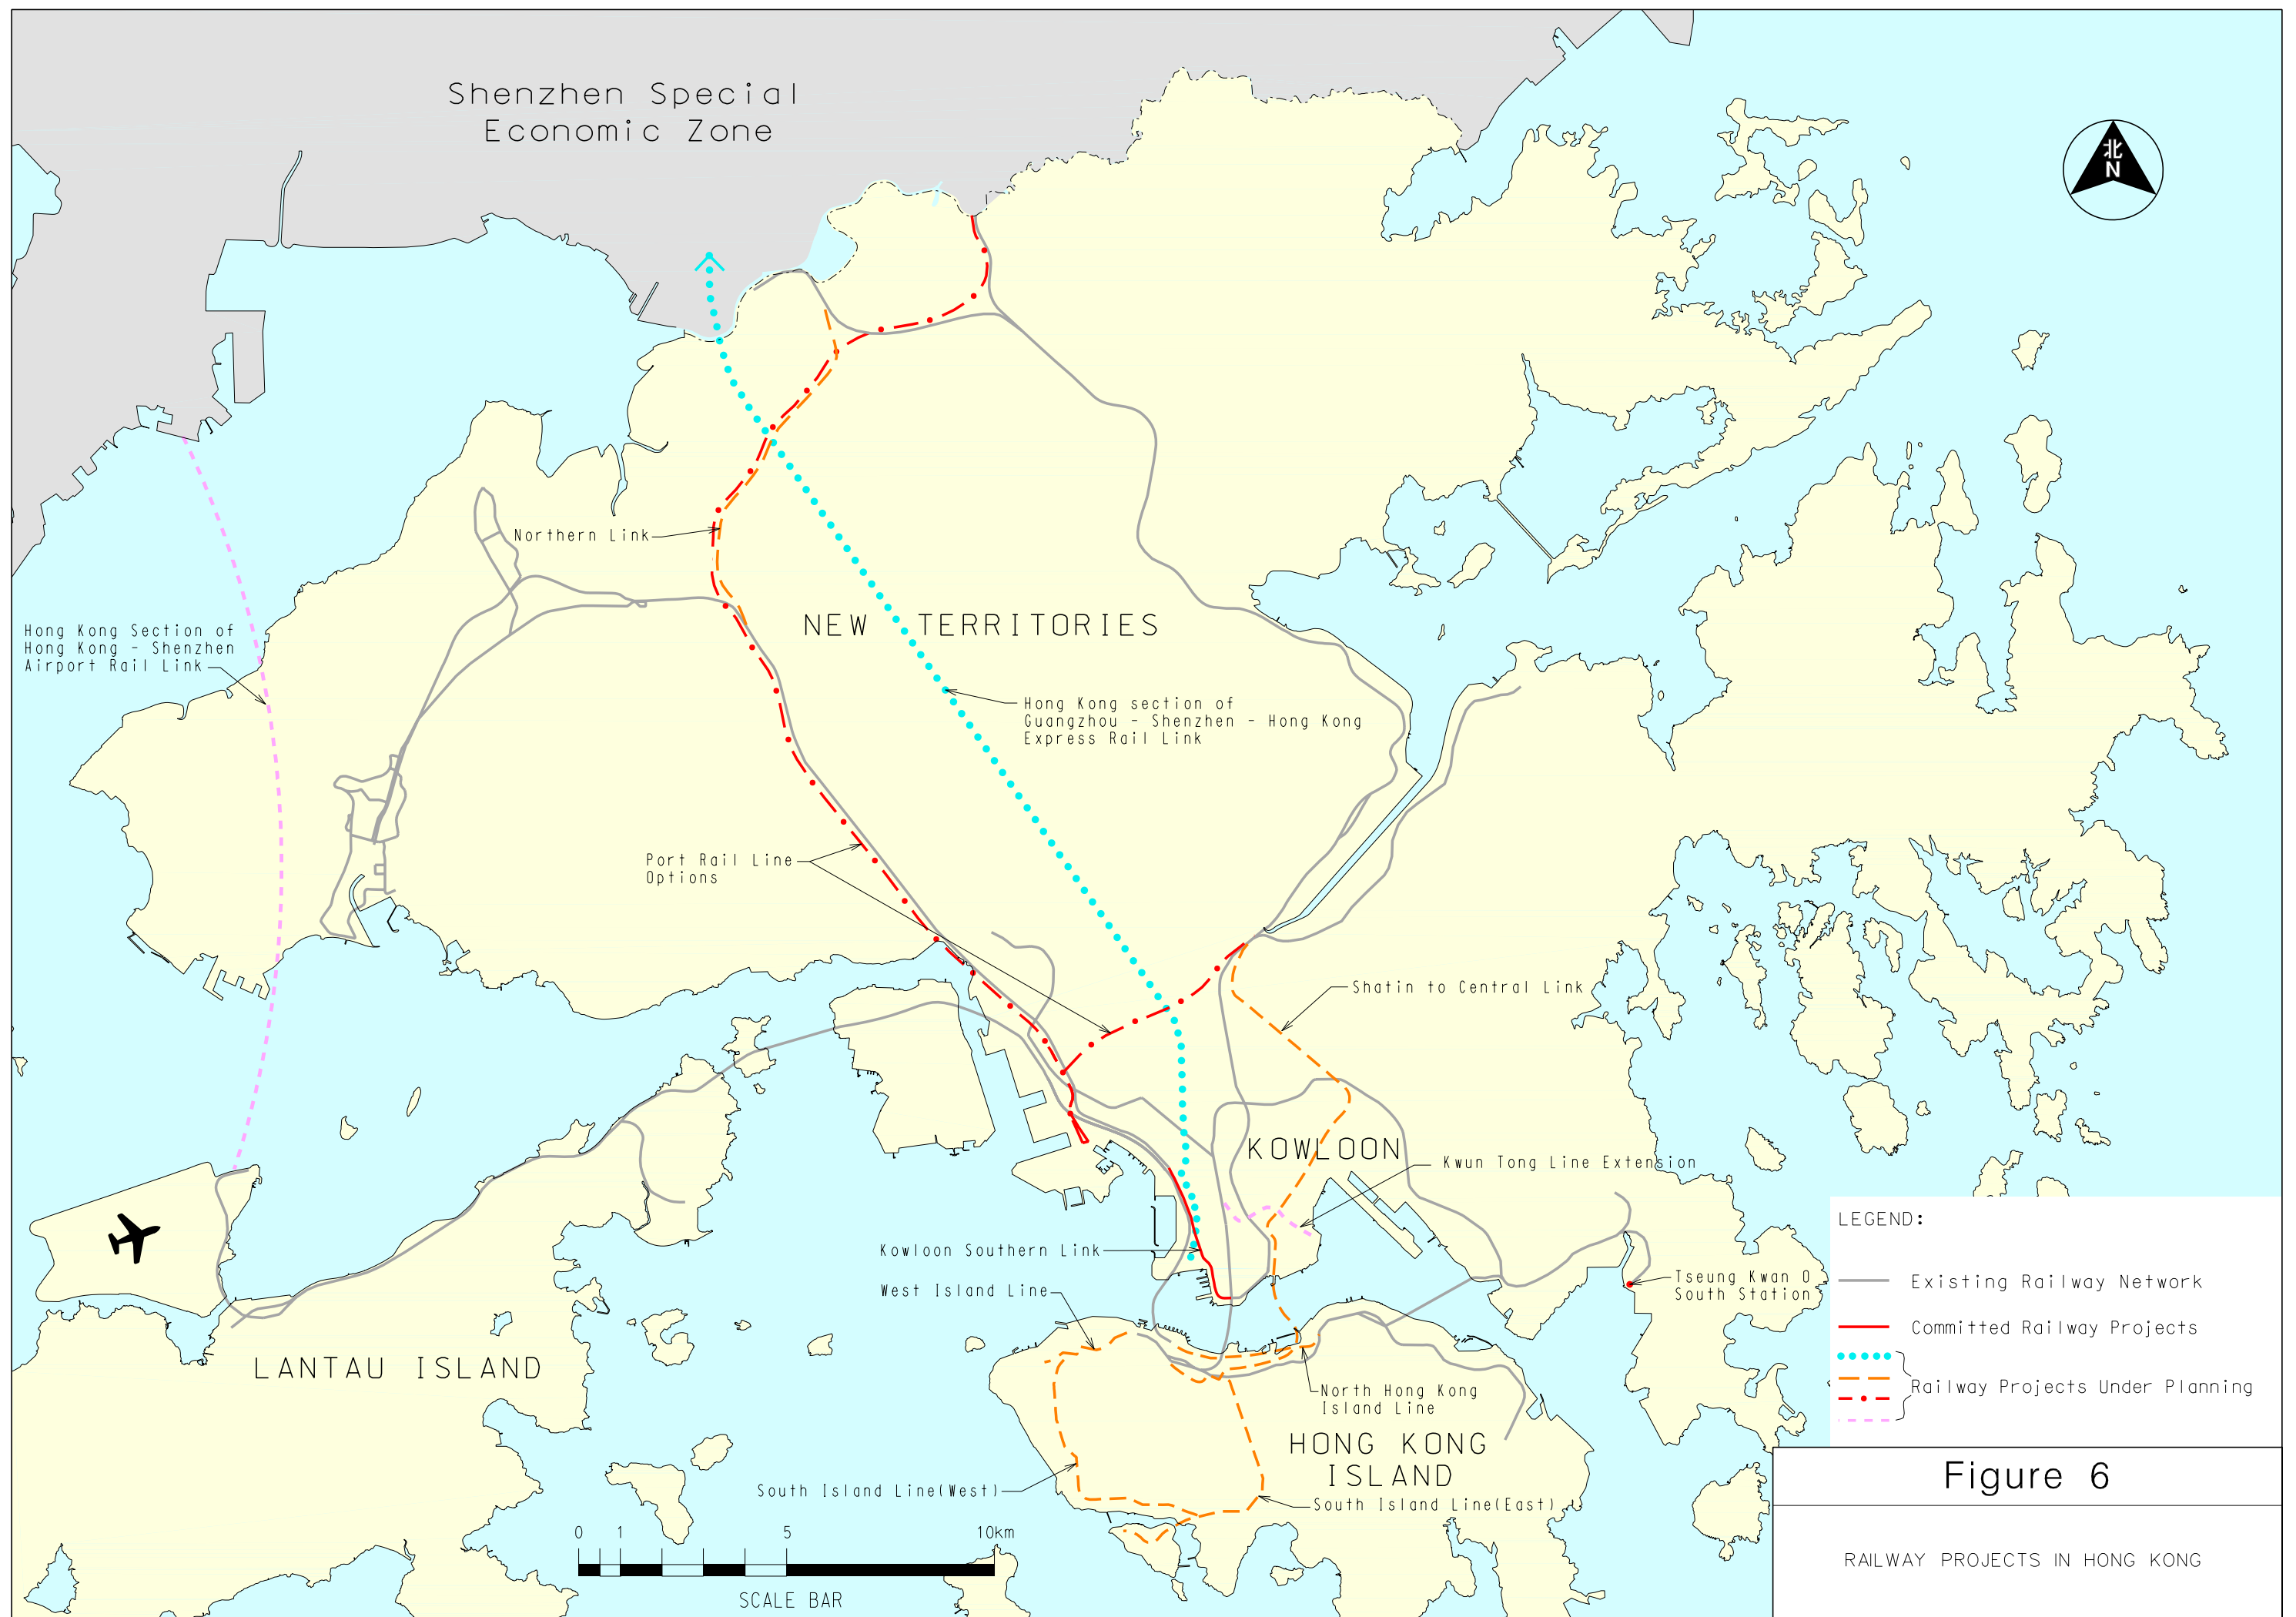 Shenzhen Special
Economic Zone
北
N
Northern Link
NEW TERRITORIES
Hong Kong Section of
Hong Kong - Shenzhen
Airport Rail Link
Hong Kong section of
Guangzhou - Shenzhen - Hong Kong
Express Rail Link
Port Rail Line
Options
Shatin to Central Link
KOWLOON
Kwun Tong Line Extension
Kowloon Southern Link
West Island Line
Tseung Kwan O
South Station
LANTAU ISLAND
North Hong Kong
Island Line
HONG KONG
ISLAND
South Island Line(West)
South Island Line(East)
0 1 5 10km
SCALE BAR
LEGEND:
Existing Railway Network
Committed Railway Projects
Railway Projects Under Planning
Figure 6
RAILWAY PROJECTS IN HONG KONG